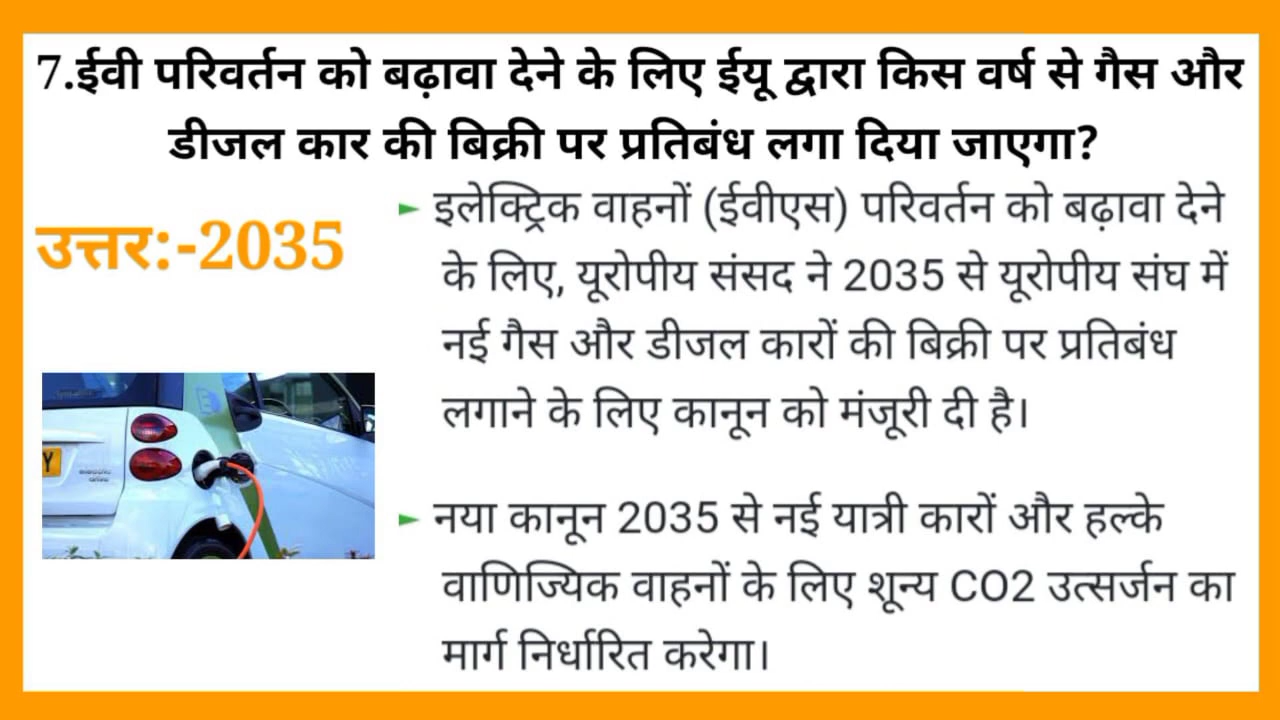 7.ईवी परिवर्तन को बढ़ावा देने के लिए ईयू द्वारा किस वर्ष से गैस और
डीजल कार की बिक्री पर प्रतिबंध लगा दिया जाएगा?
उत्तर:-2035
► इलेक्ट्रिक वाहनों (ईवीएस) परिवर्तन को बढ़ावा देने
के लिए, यूरोपीय संसद ने 2035 से यूरोपीय संघ में
नई गैस और डीजल कारों की बिक्री पर प्रतिबंध
लगाने के लिए कानून को मंजूरी दी है।
► नया कानून 2035 से नई यात्री कारों और हल्के
वाणिज्यिक वाहनों के लिए शून्य CO2 उत्सर्जन का
मार्ग निर्धारित करेगा।
Y
electric
drive